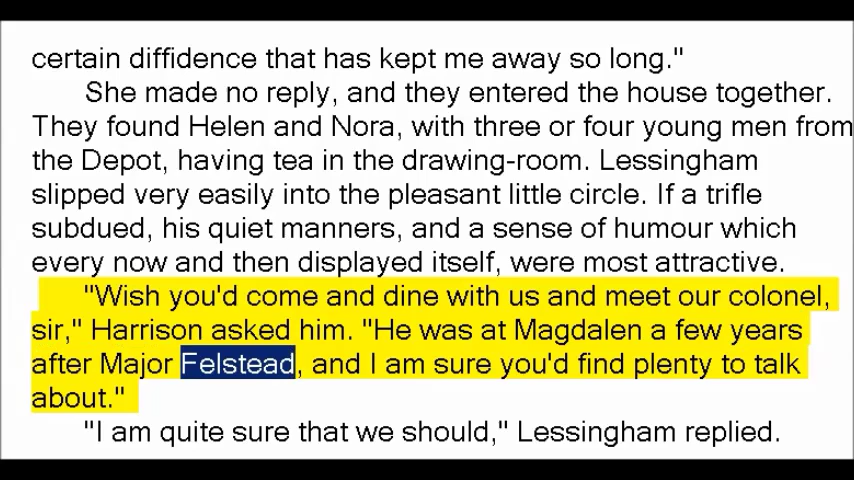 certain diffidence that has kept me away so long."
She made no reply, and they entered the house together.
They found Helen and Nora, with three or four young men from
the Depot, having tea in the drawing-room. Lessingham
slipped very easily into the pleasant little circle. If a trifle
subdued, his quiet manners, and a sense of humour which
every now and then displayed itself, were most attractive.
"Wish you'd come and dine with us and meet our colonel,
sir," Harrison asked him. "He was at Magdalen a few years
after Major Felstead, and I am sure you'd find plenty to talk
about."
"I am quite sure that we should," Lessingham replied.